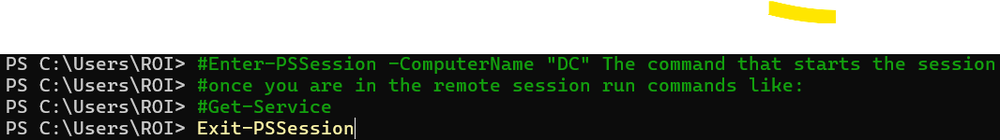 PS C:\Users\ROI> #Enter-PSSession -ComputerName "DC" The command that starts the session
PS C:\Users\ROI> #once you are in the remote session run commands like:
PS C:\Users\ROI> #Get-Service
PS C:\Users\ROI> Exit-PSSession